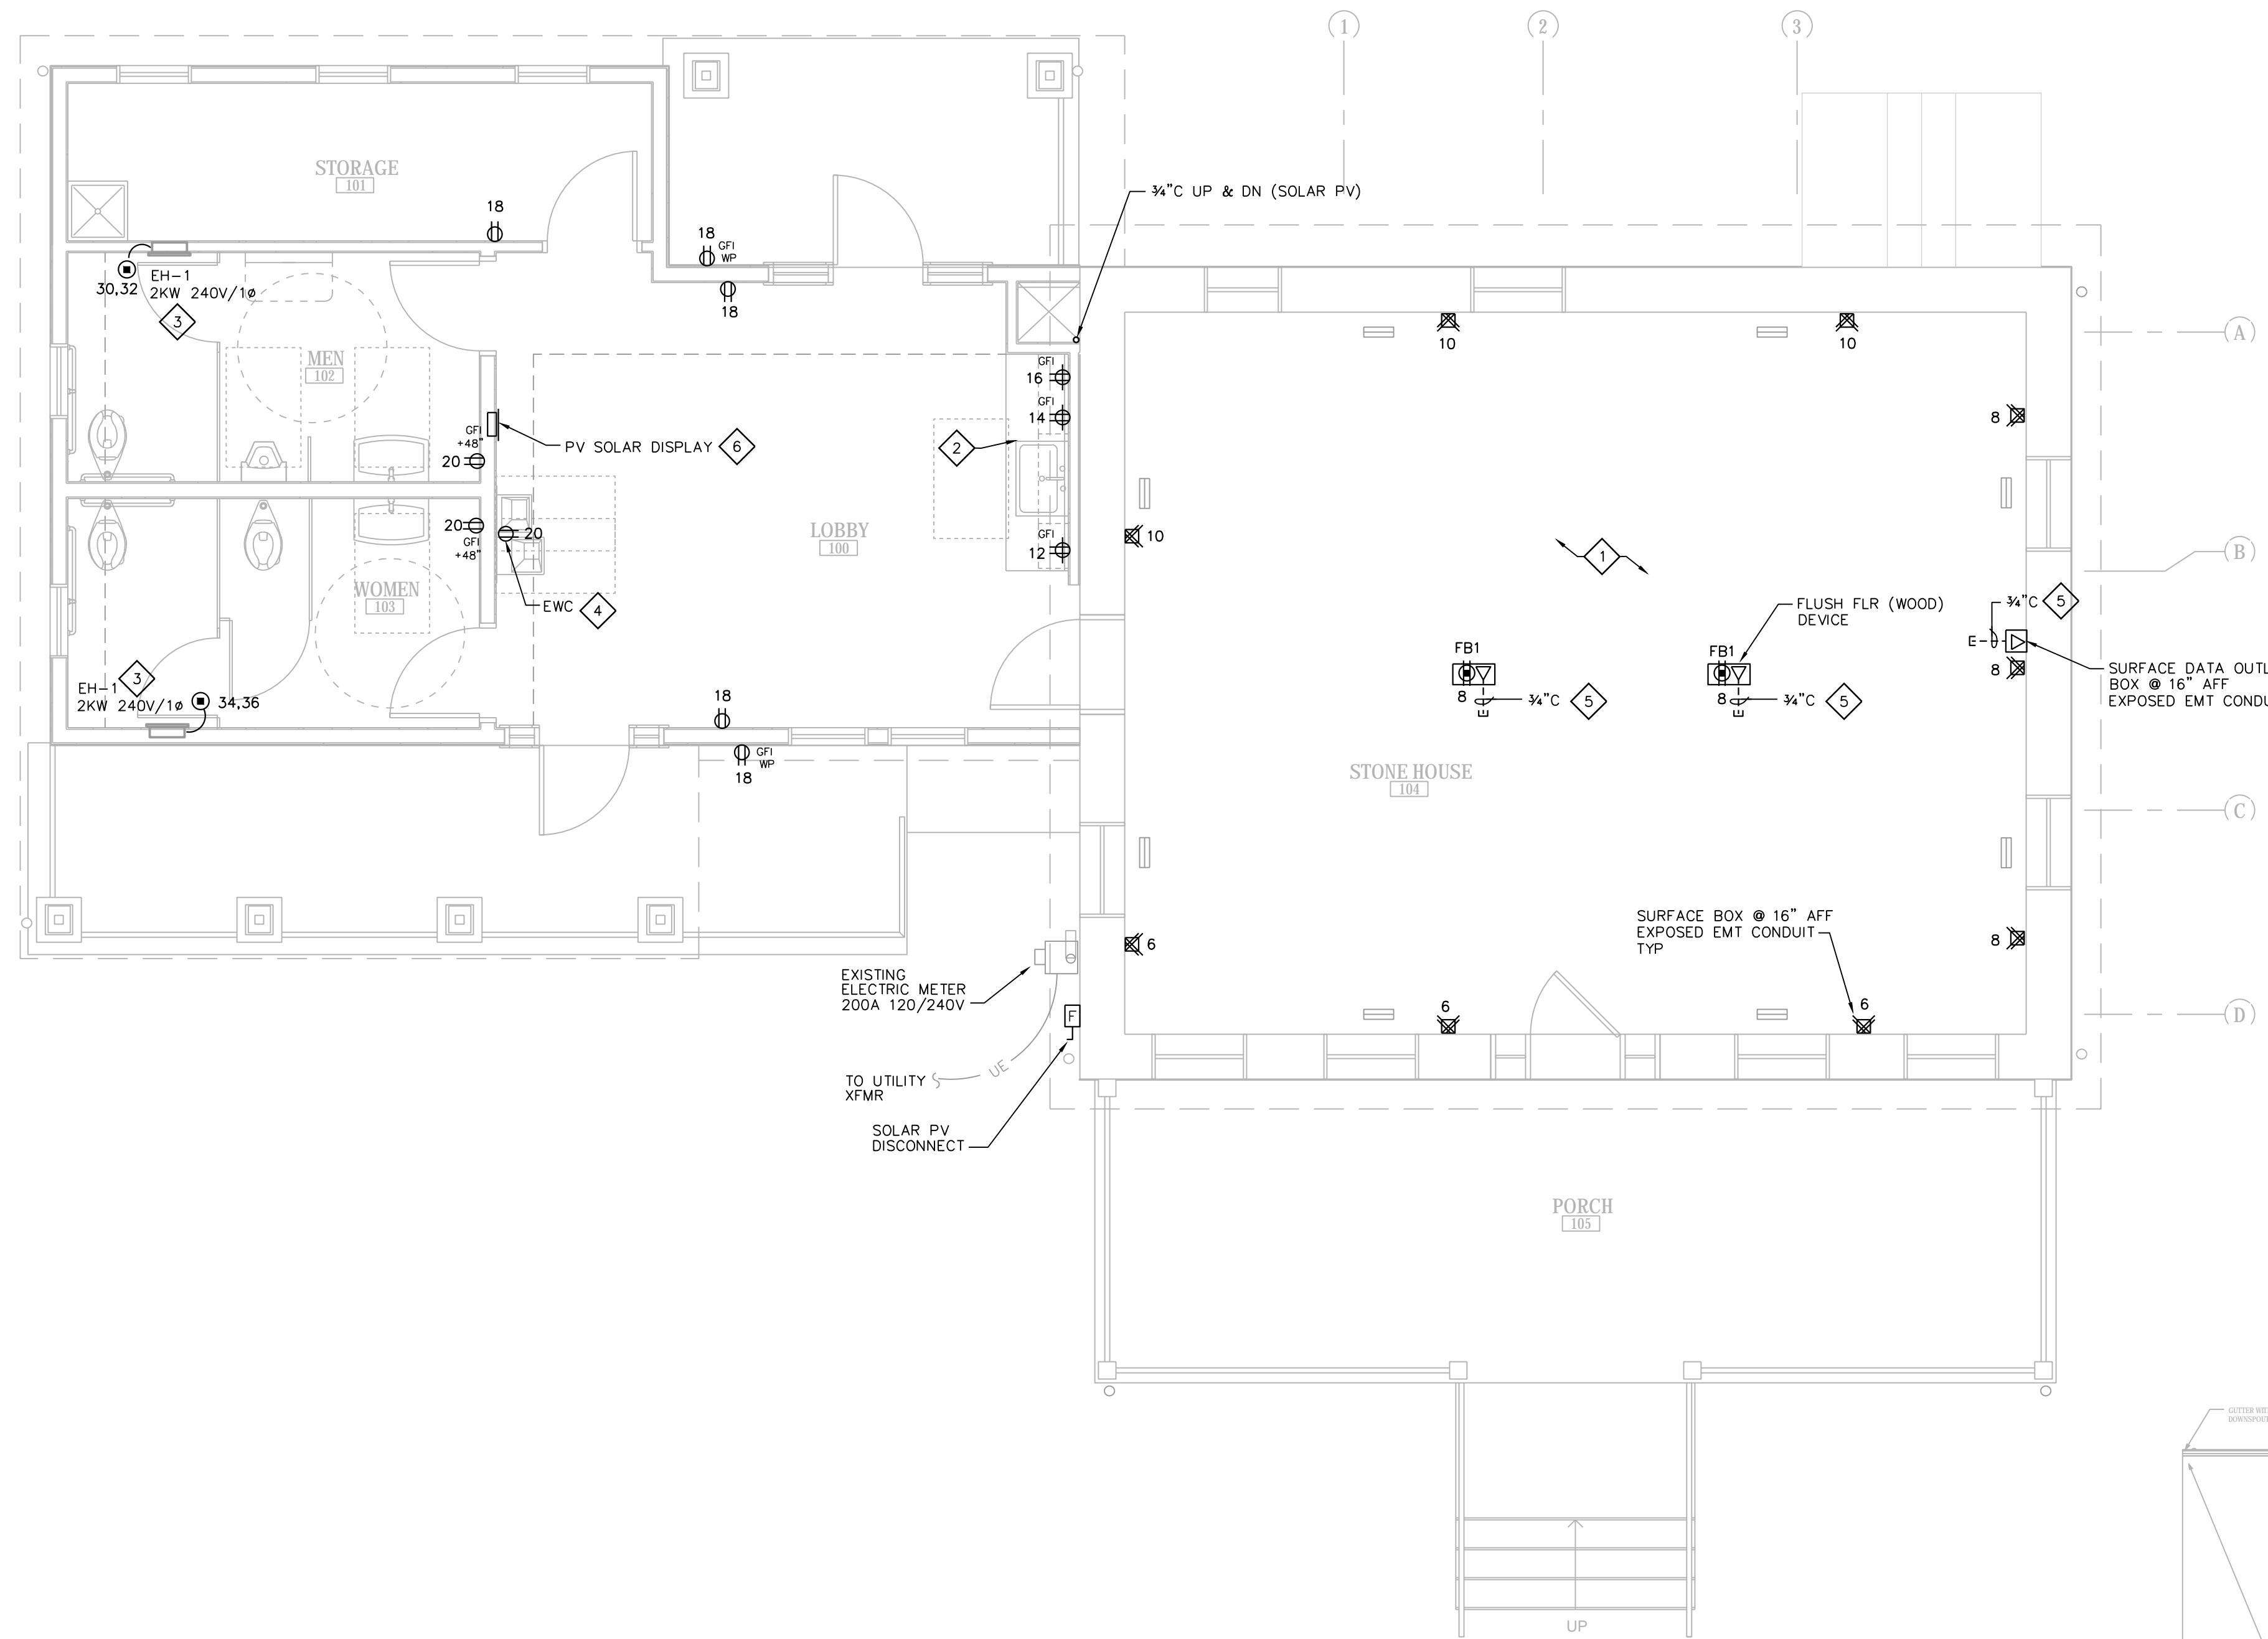 1
2
3
STORAGE
101
¾"C UP & DN (SOLAR PV)
18
18
GFI
WP
18
30,32
EH-1
2KW 240V/1ø
3
A
10
10
MEN
102
GFI
16
GFI
14
8
GFI
+48"
20
PV SOLAR DISPLAY
6
2
20
GFI
+48"
20
LOBBY
100
GFI
12
10
1
B
WOMEN
103
EWC
4
FLUSH FLR (WOOD)
DEVICE
¾"C
5
FB1
8
¾"C
5
FB1
8
¾"C
5
8
SURFACE DATA
BOX @ 16" AFF
EXPOSED EMT
EH-1
2KW 240V/1ø
3
34,36
18
GFI
WP
18
STONE HOUSE
104
C
SURFACE BOX @ 16" AFF
EXPOSED EMT CONDUIT
TYP
6
8
EXISTING
ELECTRIC METER
200A 120/240V
6
6
F
D
TO UTILITY
XFMR
UE
SOLAR PV
DISCONNECT
PORCH
105
GUTTER
UP